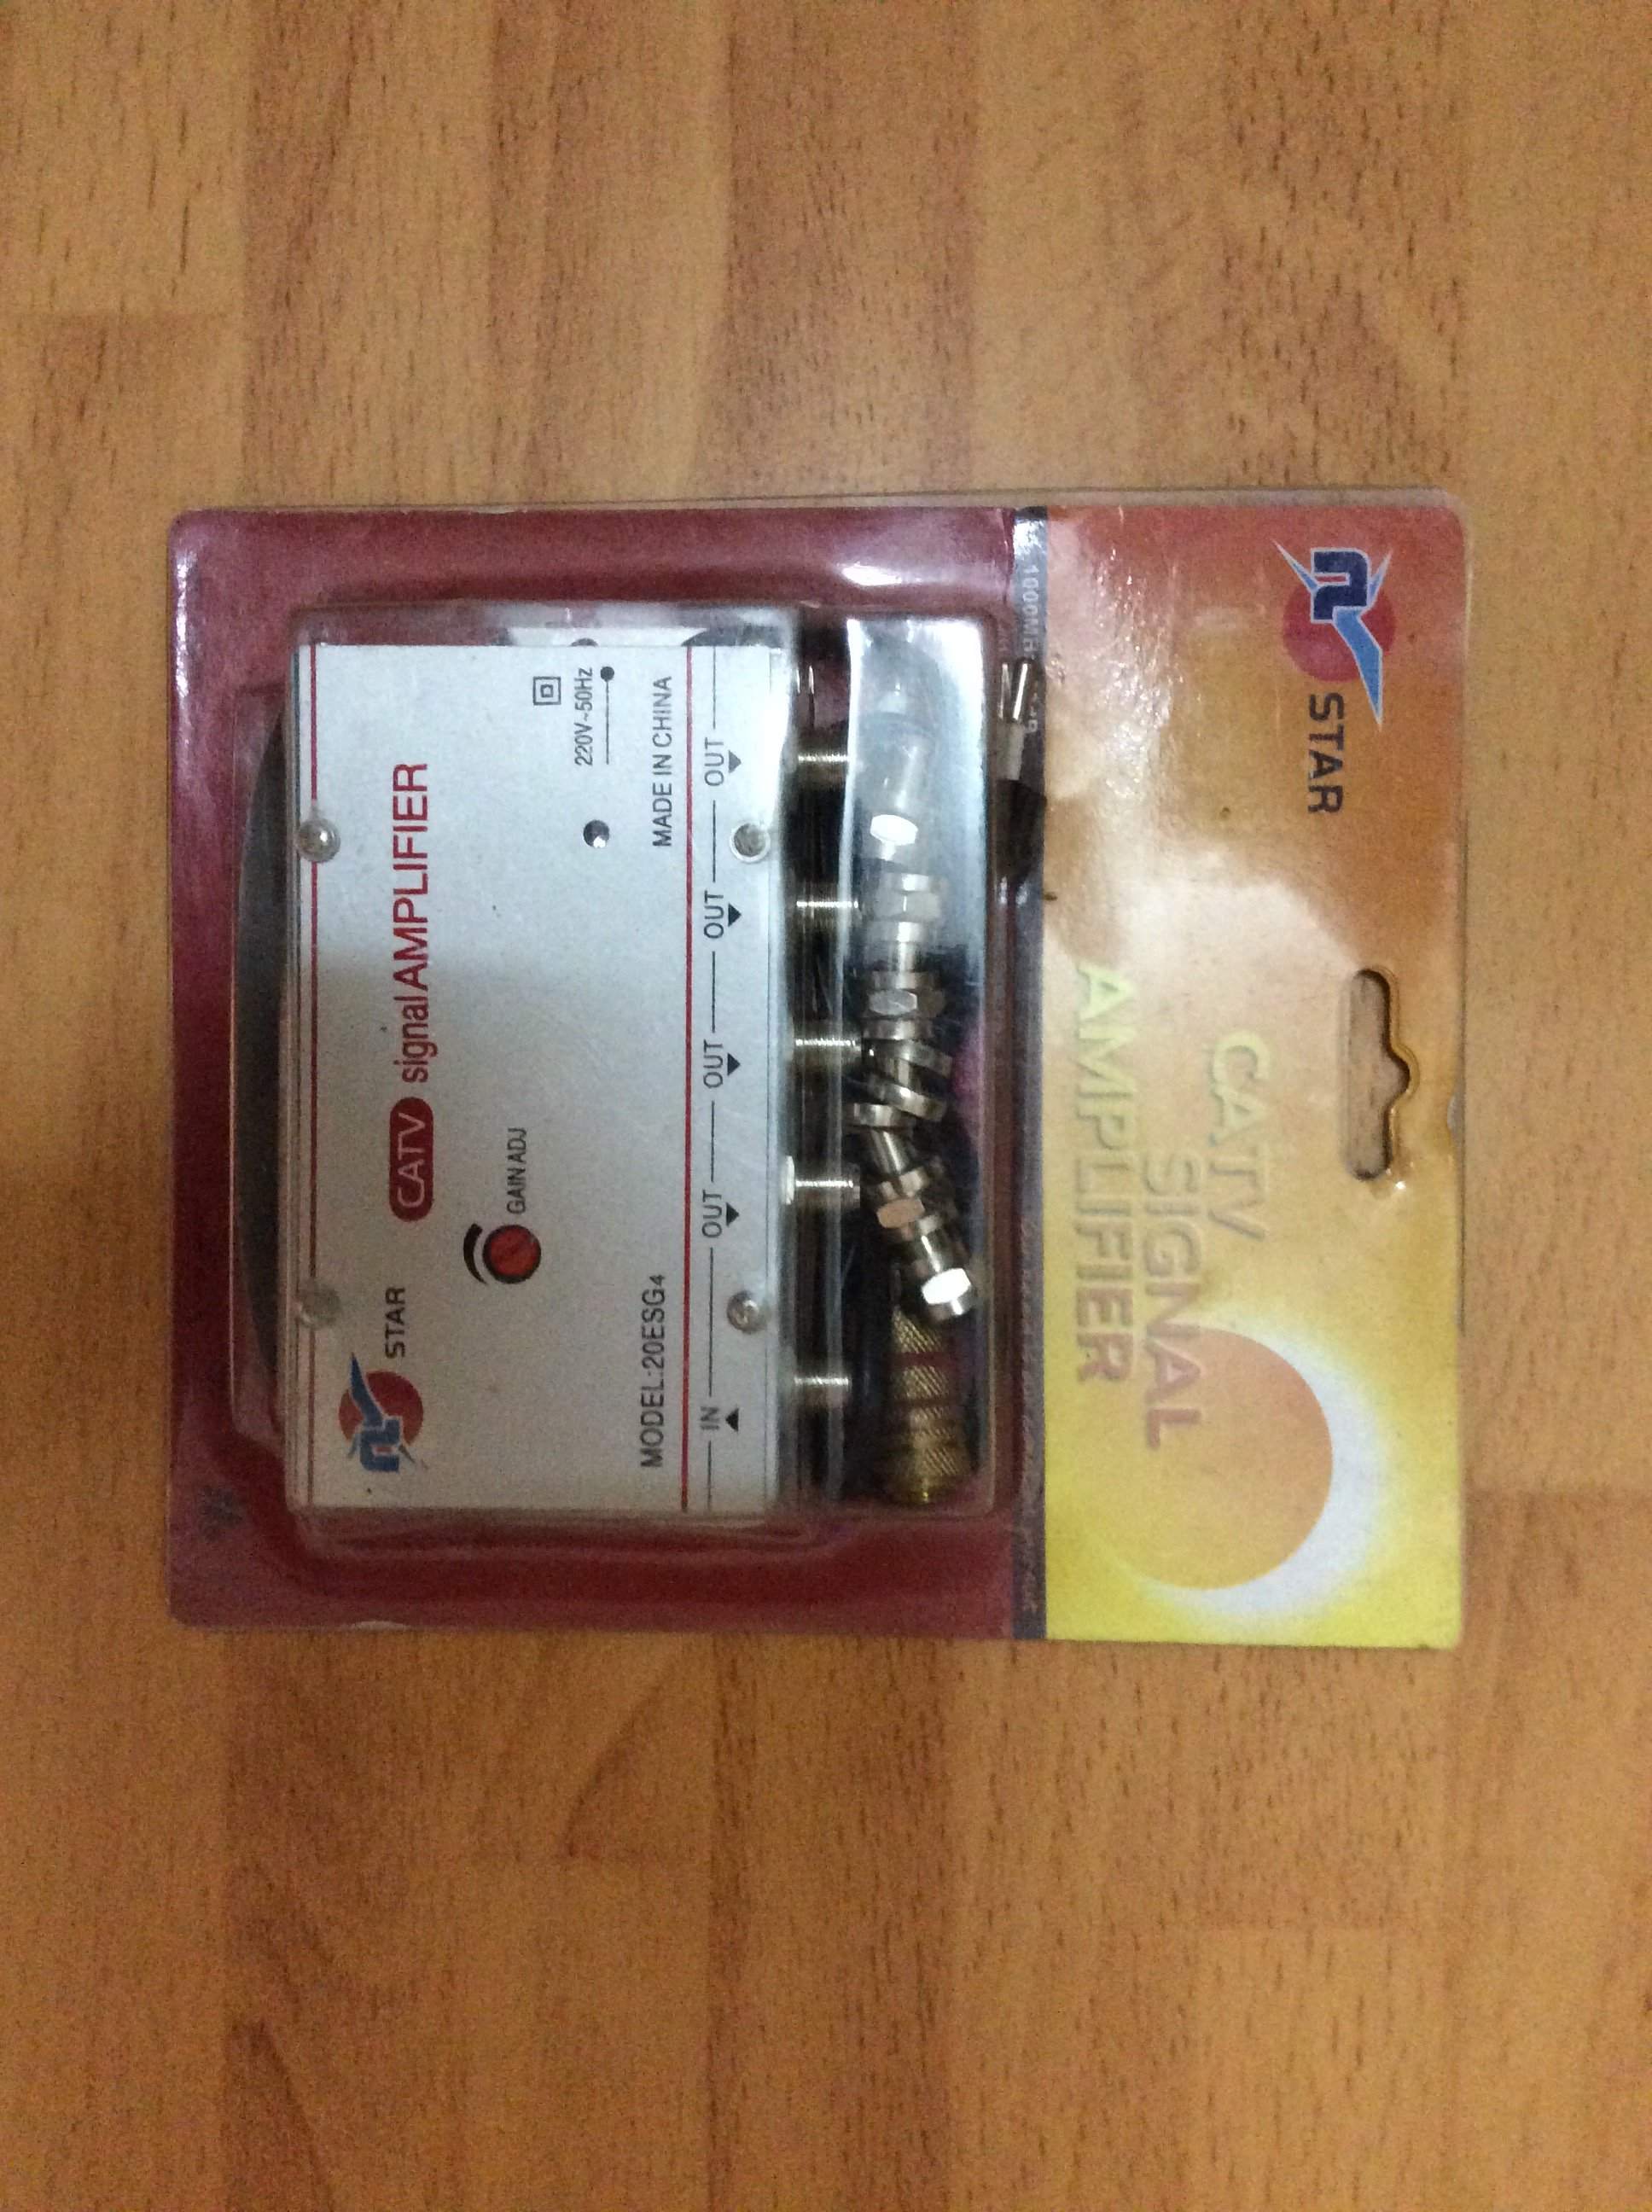 STAR
CATV
SIGNAL
AMPLIFIER
STAR
CATV signal AMPLIFIER
GAIN ADJ
220V~50Hz
MODEL:20ESG4
MADE IN CHINA
IN OUT OUT OUT OUT